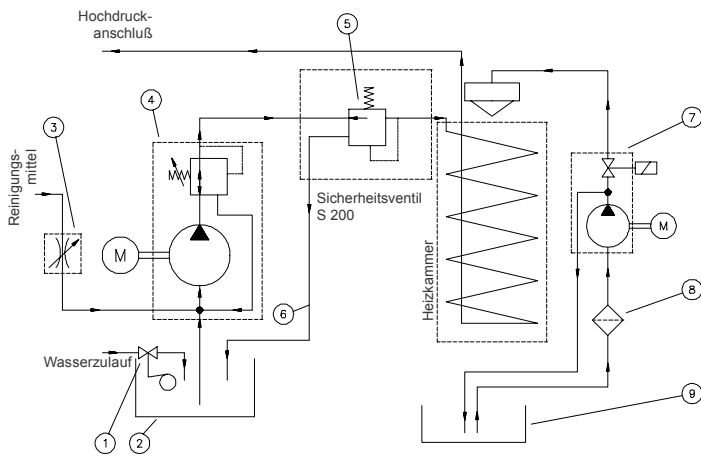 Hochdruck-
anschluß
5
4
7
3
Reinigungs-
mittel
Sicherheitsventil
S 200
M
M
Heizkammer
8
6
Wasserzulauf
9
1
2